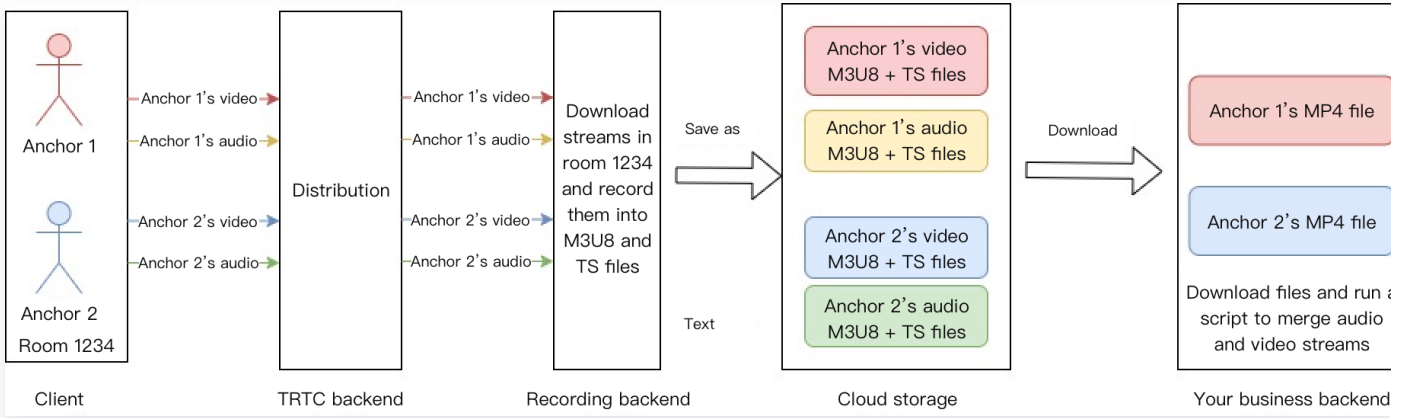 Anchor 1
Anchor 2
Room 1234
Client
Anchor 1's video
Anchor 1's audio
Anchor 2's video
Anchor 2's audio
Distribution
TRTC backend
Anchor 1's video
Anchor 1's audio
Anchor 2's video
Anchor 2's audio
Download
streams in
room 1234
and record
them into
M3U8 and
TS files
Recording backend
Save as
Text
Anchor 1's video
M3U8 + TS files
Anchor 1's audio
M3U8 + TS files
Anchor 2's video
M3U8 + TS files
Anchor 2's audio
M3U8 + TS files
Cloud storage
Download
Anchor 1's MP4 file
Anchor 2's MP4 file
Download files and run a
script to merge audio
and video streams
Your business backend